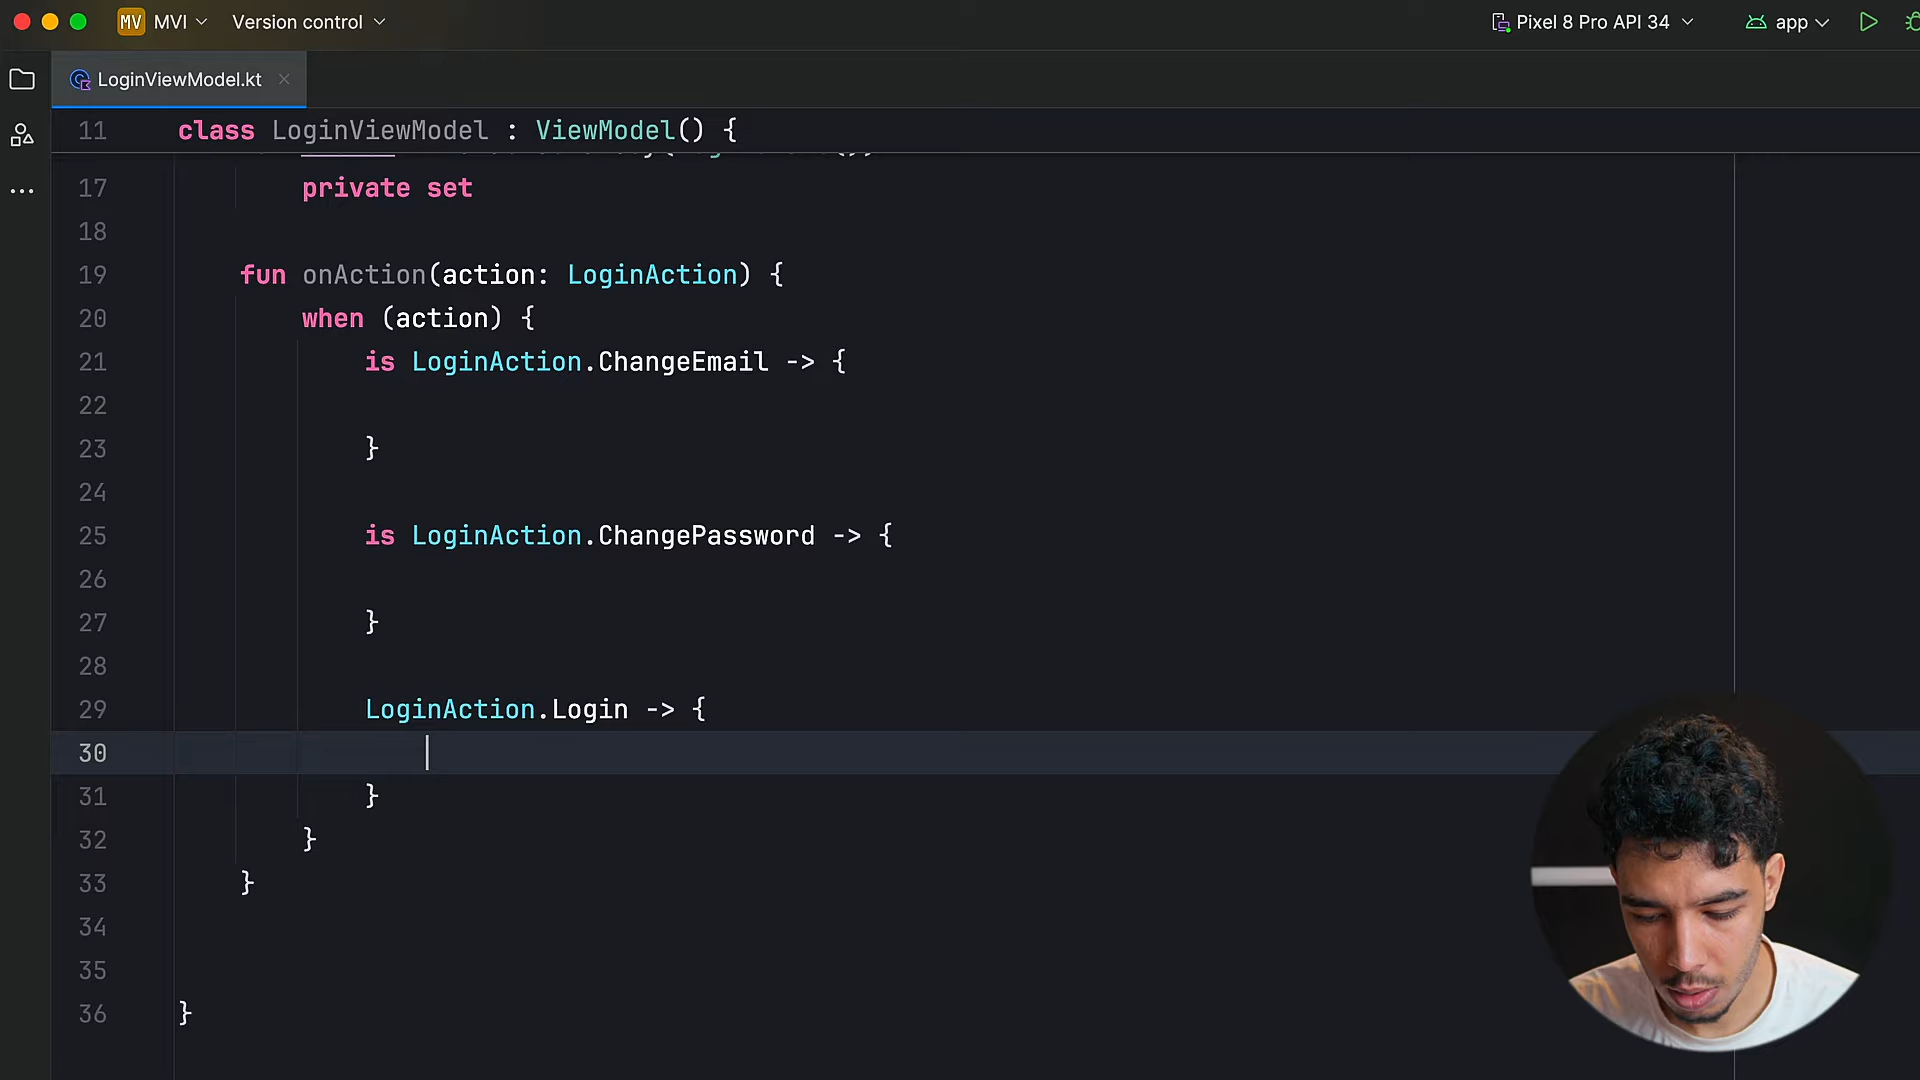 MV MVI Version control Pixel 8 Pro API 34 app
LoginViewModel.kt
11 class LoginViewModel : ViewModel() {
17 private set
18
19 fun onAction(action: LoginAction) {
20 when (action) {
21 is LoginAction.ChangeEmail -> {
22
23 }
24
25 is LoginAction.ChangePassword -> {
26
27 }
28
29 LoginAction.Login -> {
30
31 }
32 }
33 }
34
35
36 }